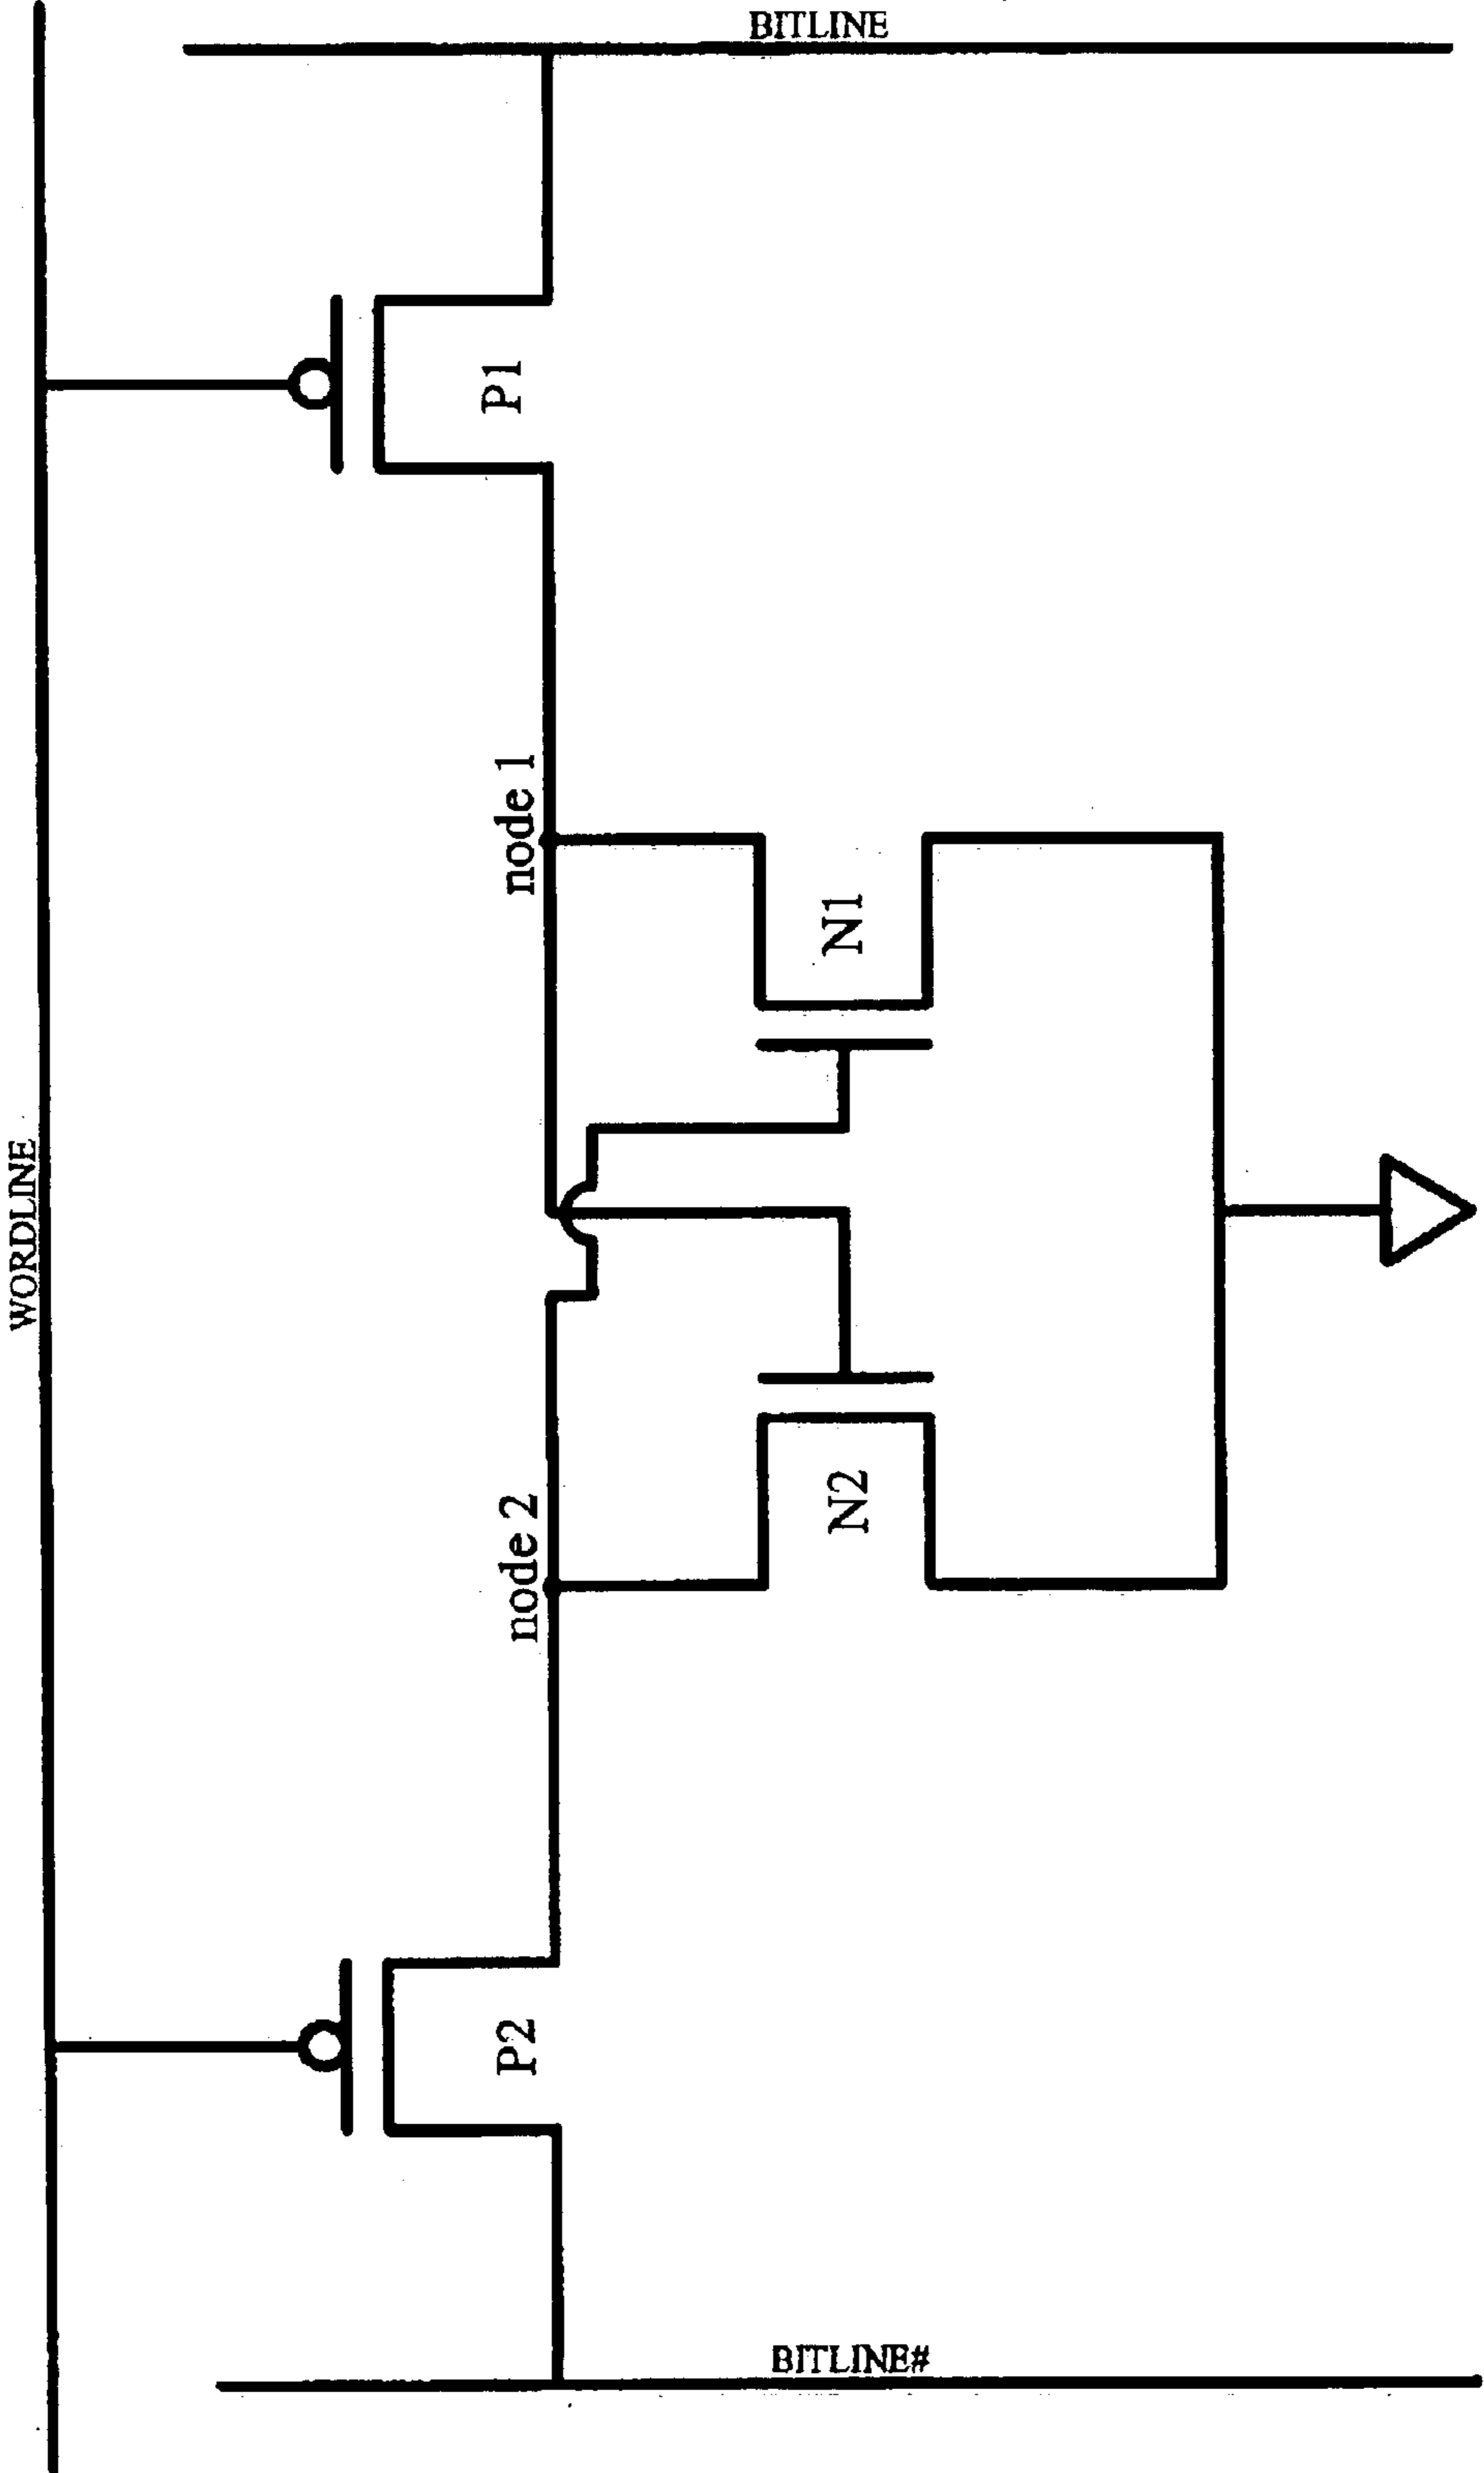 BITLINE
P1
node 1
N1
WORDLINE
N2
node 2
P2
BITLINE#